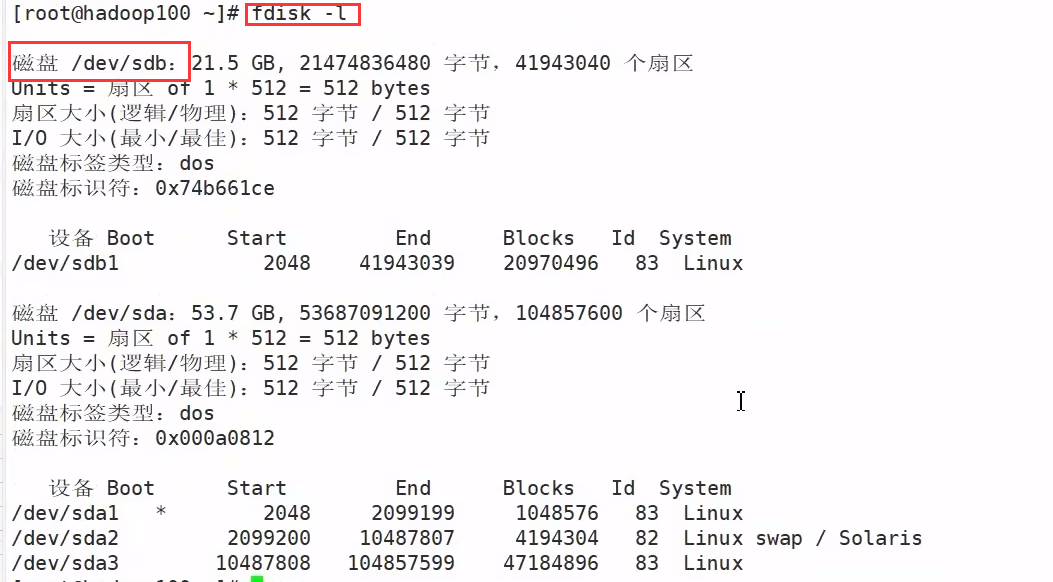 [root@hadoop100 ~]# fdisk -l
磁盘 /dev/sdb：21.5 GB, 21474836480 字节，41943040 个扇区
Units = 扇区 of 1 * 512 = 512 bytes
扇区大小(逻辑/物理)：512 字节 / 512 字节
I/O 大小(最小/最佳)：512 字节 / 512 字节
磁盘标签类型：dos
磁盘标识符：0x74b661ce
设备 Boot      Start         End      Blocks   Id  System
/dev/sdb1            2048    41943039    20970496   83  Linux
磁盘 /dev/sda：53.7 GB, 53687091200 字节，104857600 个扇区
Units = 扇区 of 1 * 512 = 512 bytes
扇区大小(逻辑/物理)：512 字节 / 512 字节
I/O 大小(最小/最佳)：512 字节 / 512 字节
磁盘标签类型：dos
磁盘标识符：0x000a0812
设备 Boot      Start         End      Blocks   Id  System
/dev/sda1   *        2048     2099199     1048576   83  Linux
/dev/sda2         2099200    10487807     4194304   82  Linux swap / Solaris
/dev/sda3        10487808   104857599    47184896   83  Linux
[root@hadoop100 ~]#